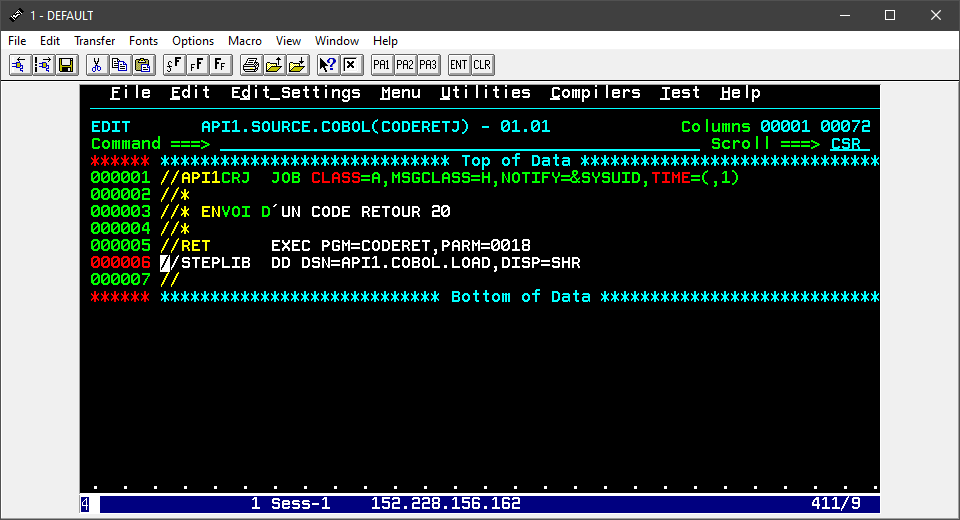 1 - DEFAULT
File Edit Transfer Fonts Options Macro View Window Help
PA1 PA2 PA3 ENT CLR
File Edit Edit_Settings Menu Utilities Compilers Test Help
EDIT API1.SOURCE.COBOL(CODERETJ) - 01.01 Columns 00001 00072
Command ===> Scroll ===> CSR
****** ***************************** Top of Data ******************************
000001 //API1CRJ  JOB CLASS=A,MSGCLASS=H,NOTIFY=&SYSUID,TIME=(,1)
000002 //*
000003 //* ENVOI D´UN CODE RETOUR 20
000004 //*
000005 //RET      EXEC PGM=CODERET,PARM=0018
000006 //STEPLIB  DD DSN=API1.COBOL.LOAD,DISP=SHR
000007 //
****** **************************** Bottom of Data ****************************
4 1 Sess-1 152.228.156.162 411/9